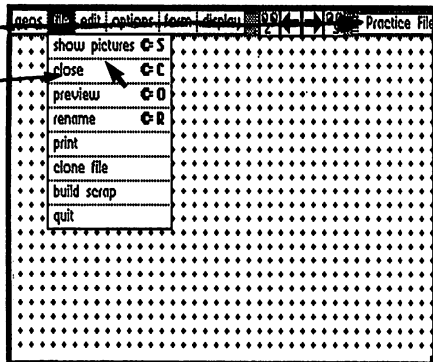 geos file edit options form display Practice File
show pictures C= S
close C= C
preview C= O
rename C= R
print
clone file
build scrap
quit